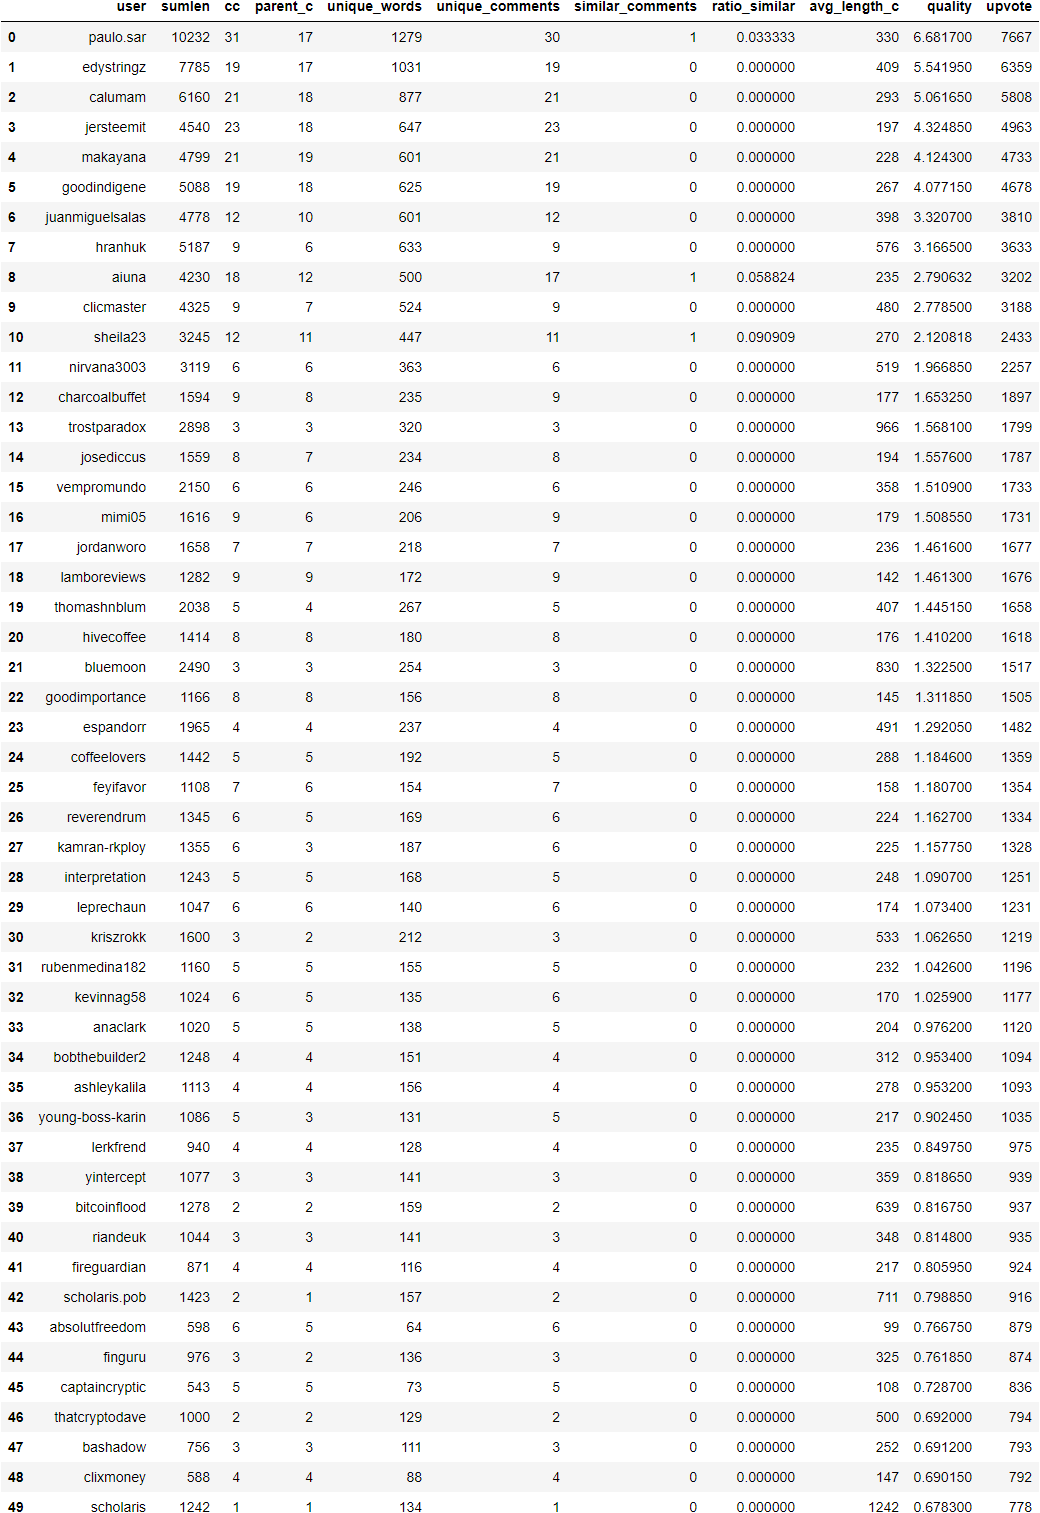 user sumlen cc parent_c unique_words unique_comments similar_comments ratio_similar avg_length_c quality upvote
0 paulo.sar 10232 31 17 1279 30 1 0.033333 330 6.681700 7667
1 edystringz 7785 19 17 1031 19 0 0.000000 409 5.541950 6359
2 calumam 6160 21 18 877 21 0 0.000000 293 5.061650 5808
3 jersteemit 4540 23 18 647 23 0 0.000000 197 4.324850 4963
4 makayana 4799 21 19 601 21 0 0.000000 228 4.124300 4733
5 goodindigene 5088 19 18 625 19 0 0.000000 267 4.077150 4678
6 juanmiguelsalas 4778 12 10 601 12 0 0.000000 398 3.320700 3810
7 hranhuk 5187 9 6 633 9 0 0.000000 576 3.166500 3633
8 aiuna 4230 18 12 500 17 1 0.058824 235 2.790632 3202
9 clicmaster 4325 9 7 524 9 0 0.000000 480 2.778500 3188
10 sheila23 3245 12 11 447 11 1 0.090909 270 2.120818 2433
11 nirvana3003 3119 6 6 363 6 0 0.000000 519 1.966850 2257
12 charcoalbuffet 1594 9 8 235 9 0 0.000000 177 1.653250 1897
13 trostparadox 2898 3 3 320 3 0 0.000000 966 1.568100 1799
14 josediccus 1559 8 7 234 8 0 0.000000 194 1.557600 1787
15 vempromundo 2150 6 6 246 6 0 0.000000 358 1.510900 1733
16 mimi05 1616 9 6 206 9 0 0.000000 179 1.508550 1731
17 jordanworo 1658 7 7 218 7 0 0.000000 236 1.461600 1677
18 lamboreviews 1282 9 9 172 9 0 0.000000 142 1.461300 1676
19 thomashnblum 2038 5 4 267 5 0 0.000000 407 1.445150 1658
20 hivecoffee 1414 8 8 180 8 0 0.000000 176 1.410200 1618
21 bluemoon 2490 3 3 254 3 0 0.000000 830 1.322500 1517
22 goodimportance 1166 8 8 156 8 0 0.000000 145 1.311850 1505
23 espandorr 1965 4 4 237 4 0 0.000000 491 1.292050 1482
24 coffeelovers 1442 5 5 192 5 0 0.000000 288 1.184600 1359
25 feyifavor 1108 7 6 154 7 0 0.000000 158 1.180700 1354
26 reverendrum 1345 6 5 169 6 0 0.000000 224 1.162700 1334
27 kamran-rkploy 1355 6 3 187 6 0 0.000000 225 1.157750 1328
28 interpretation 1243 5 5 168 5 0 0.000000 248 1.090700 1251
29 leprechaun 1047 6 6 140 6 0 0.000000 174 1.073400 1231
30 kriszrokk 1600 3 2 212 3 0 0.000000 533 1.062650 1219
31 rubenmedina182 1160 5 5 155 5 0 0.000000 232 1.042600 1196
32 kevinnag58 1024 6 5 135 6 0 0.000000 170 1.025900 1177
33 anaclark 1020 5 5 138 5 0 0.000000 204 0.976200 1120
34 bobthebuilder2 1248 4 4 151 4 0 0.000000 312 0.953400 1094
35 ashleykalila 1113 4 4 156 4 0 0.000000 278 0.953200 1093
36 young-boss-karin 1086 5 3 131 5 0 0.000000 217 0.902450 1035
37 lerkfrend 940 4 4 128 4 0 0.000000 235 0.849750 975
38 yintercept 1077 3 3 141 3 0 0.000000 359 0.818650 939
39 bitcoinflood 1278 2 2 159 2 0 0.000000 639 0.816750 937
40 riandeuk 1044 3 3 141 3 0 0.000000 348 0.814800 935
41 fireguardian 871 4 4 116 4 0 0.000000 217 0.805950 924
42 scholaris.pob 1423 2 1 157 2 0 0.000000 711 0.798850 916
43 absolutfreedom 598 6 5 64 6 0 0.000000 99 0.766750 879
44 finguru 976 3 2 136 3 0 0.000000 325 0.761850 874
45 captaincryptic 543 5 5 73 5 0 0.000000 108 0.728700 836
46 thatcryptodave 1000 2 2 129 2 0 0.000000 500 0.692000 794
47 bashadow 756 3 3 111 3 0 0.000000 252 0.691200 793
48 clixmoney 588 4 4 88 4 0 0.000000 147 0.690150 792
49 scholaris 1242 1 1 134 1 0 0.000000 1242 0.678300 778